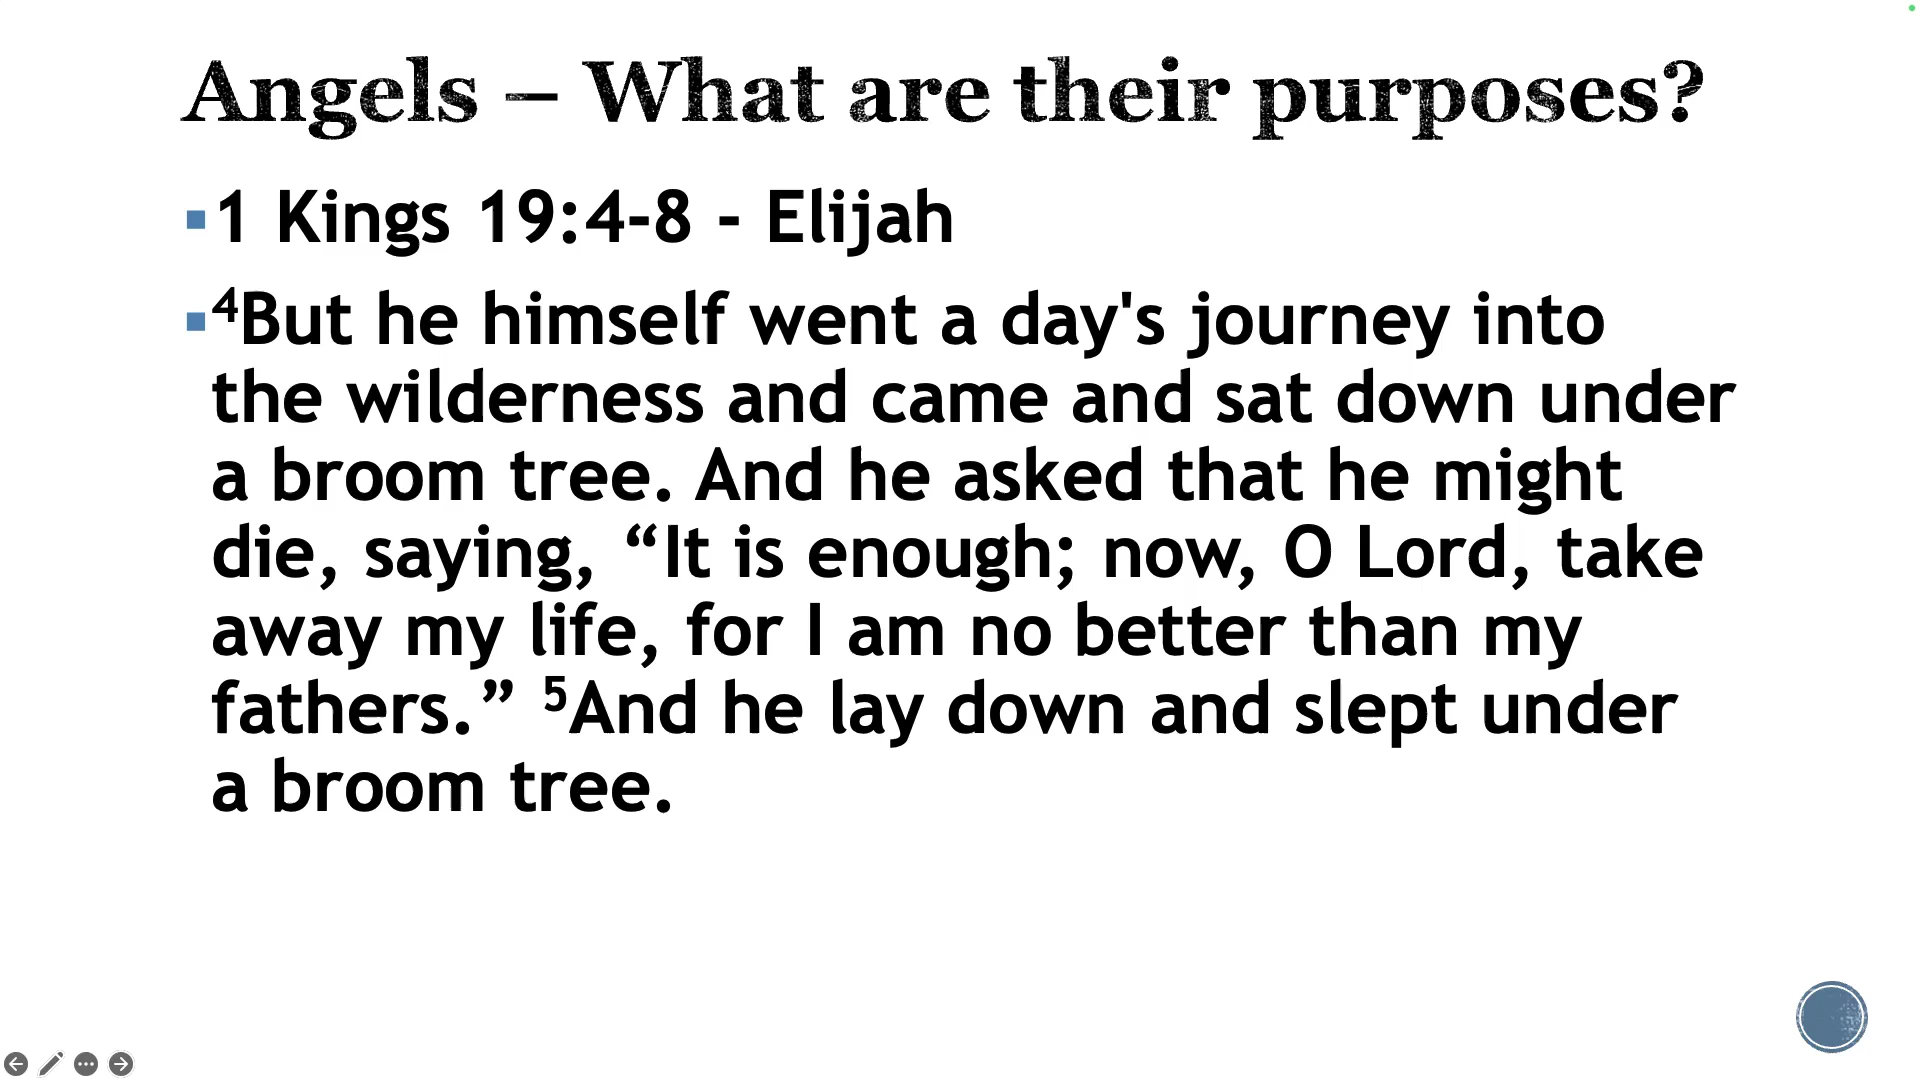 Angels – What are their purposes?
▪1 Kings 19:4-8 - Elijah
▪⁴But he himself went a day's journey into
the wilderness and came and sat down under
a broom tree. And he asked that he might
die, saying, “It is enough; now, O Lord, take
away my life, for I am no better than my
fathers.” ⁵And he lay down and slept under
a broom tree.